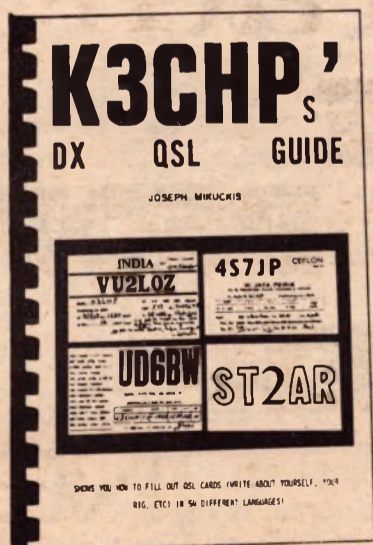 K3CHP's
DX QSL GUIDE
JOSEPH MIKUCKIS
INDIA
VU2LOZ
4S7JP CEYLON
UD6BW
ST2AR
SHOWS YOU HOW TO FILL OUT QSL CARDS (WRITE ABOUT YOURSELF, YOUR
RIG, ETC) IN 54 DIFFERENT LANGUAGES!